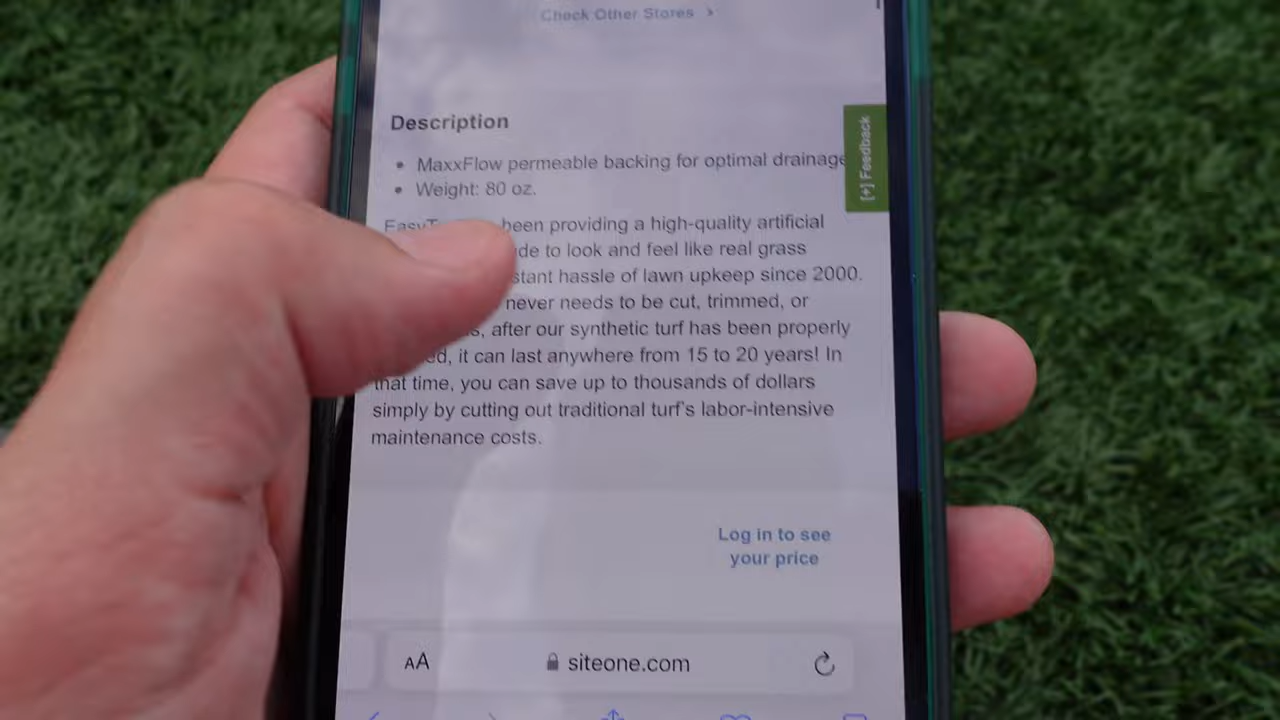 Check Other Stores >
Description
• MaxxFlow permeable backing for optimal drainage
• Weight: 80 oz.
[+] Feedback
been providing a high-quality artificial
to look and feel like real grass
hassle of lawn upkeep since 2000.
never needs to be cut, trimmed, or
after our synthetic turf has been properly
it can last anywhere from 15 to 20 years! In
that time, you can save up to thousands of dollars
simply by cutting out traditional turf's labor-intensive
maintenance costs.
Log in to see
your price
AA siteone.com